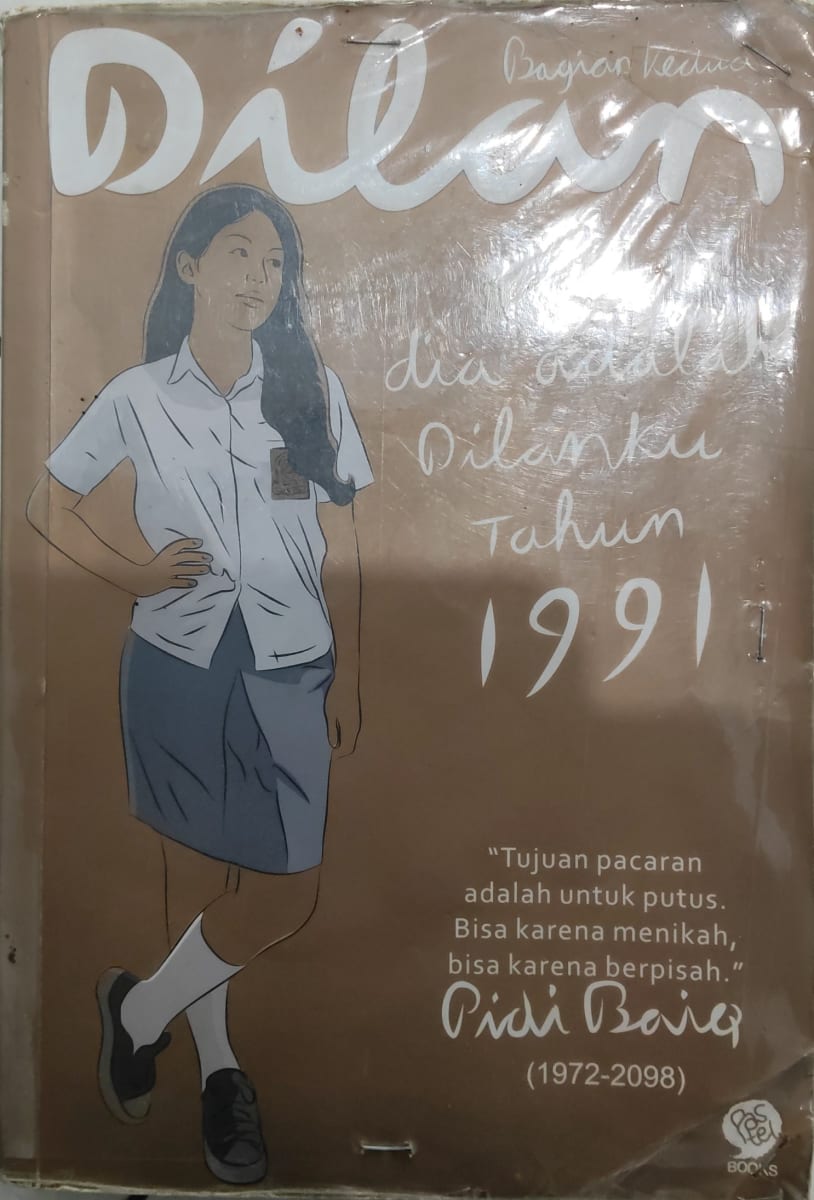 Bagian Kedua
Dilan
dia adalah
Dilanku
Tahun
1991
"Tujuan pacaran
adalah untuk putus.
Bisa karena menikah,
bisa karena berpisah."
Pidi Baiq
(1972-2098)
Pastel
BOOKS